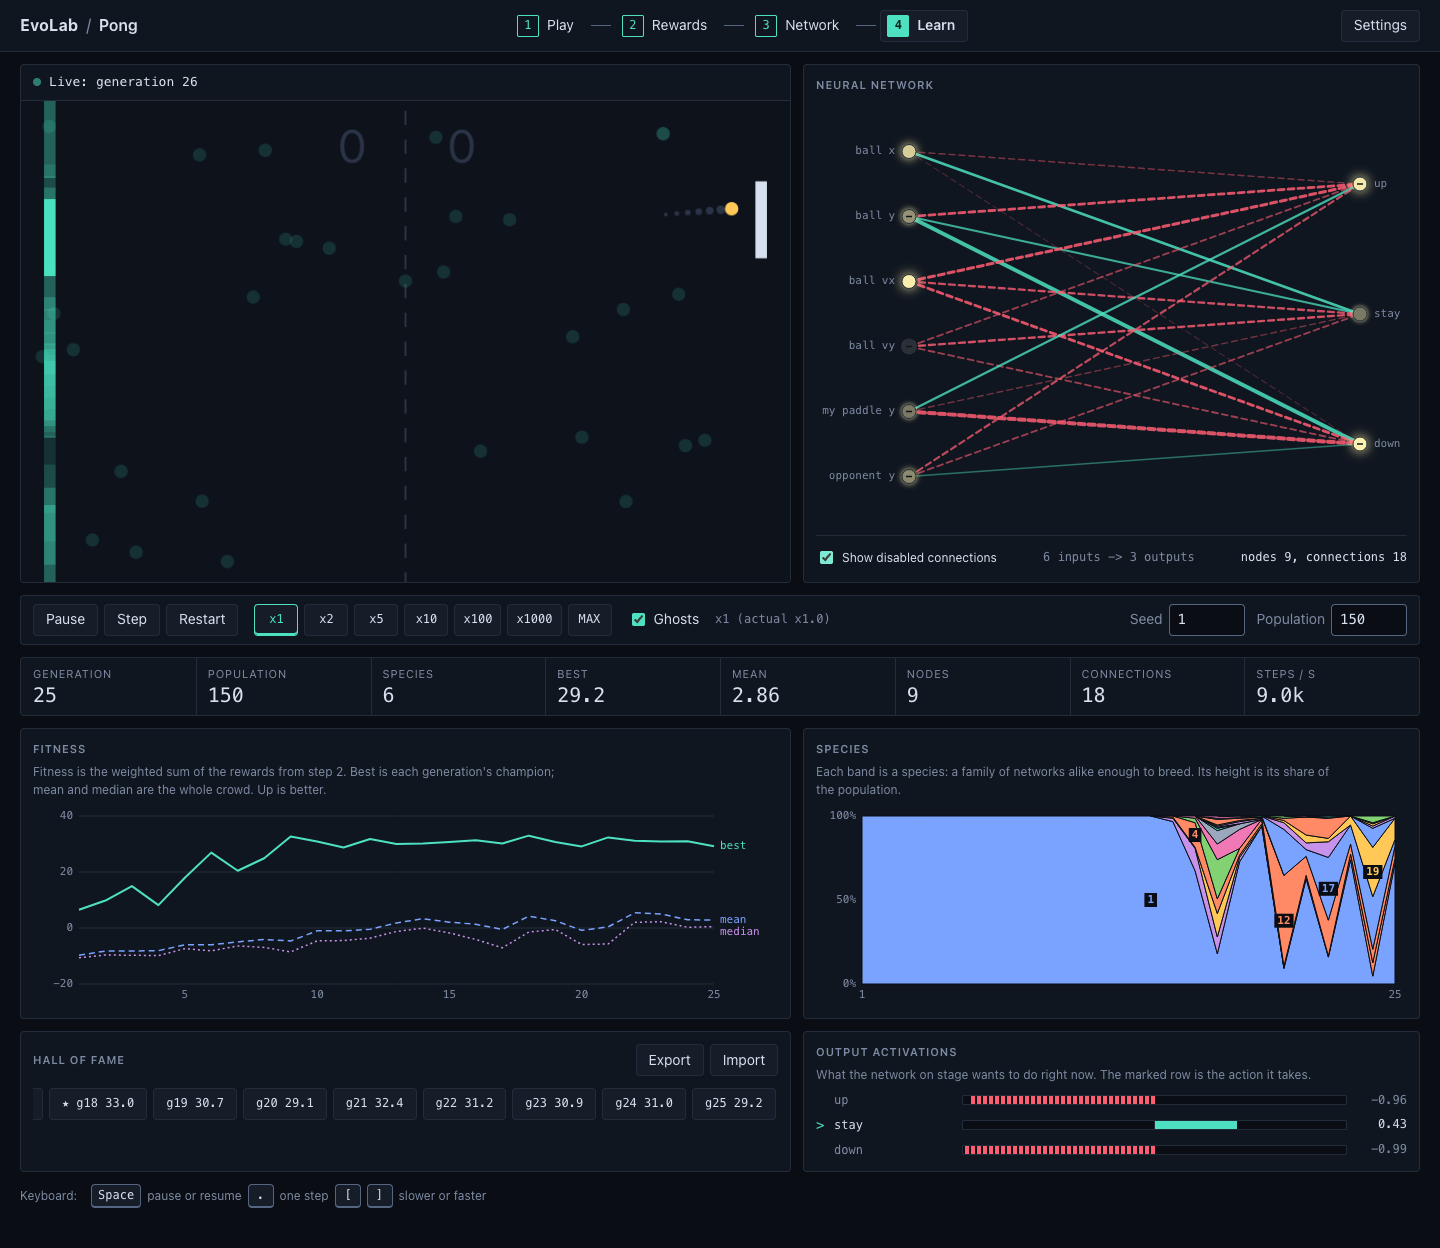 EvoLab / Pong
1 Play
2 Rewards
3 Network
4 Learn
Settings
Live: generation 26
0 0
NEURAL NETWORK
ball x
ball y
ball vx
ball vy
my paddle y
opponent y
up
stay
down
Show disabled connections
6 inputs -> 3 outputs
nodes 9, connections 18
Pause
Step
Restart
x1
x2
x5
x10
x100
x1000
MAX
Ghosts
x1 (actual x1.0)
Seed 1
Population 150
GENERATION
25
POPULATION
150
SPECIES
6
BEST
29.2
MEAN
2.86
NODES
9
CONNECTIONS
18
STEPS / S
9.0k
FITNESS
Fitness is the weighted sum of the rewards from step 2. Best is each generation's champion;
mean and median are the whole crowd. Up is better.
40
20
0
−20
5
10
15
20
25
best
mean
median
SPECIES
Each band is a species: a family of networks alike enough to breed. Its height is its share of
the population.
100%
50%
0%
1
25
4
1
12
17
19
HALL OF FAME
Export
Import
★ g18 33.0
g19 30.7
g20 29.1
g21 32.4
g22 31.2
g23 30.9
g24 31.0
g25 29.2
OUTPUT ACTIVATIONS
What the network on stage wants to do right now. The marked row is the action it takes.
up −0.96
> stay 0.43
down −0.99
Keyboard: Space pause or resume . one step [ ] slower or faster